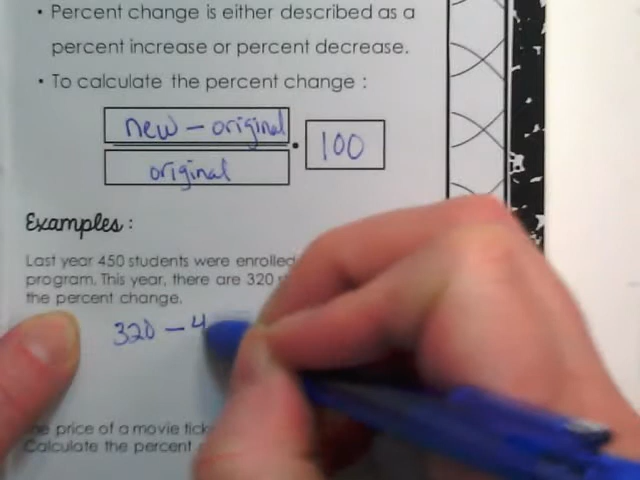 • Percent change is either described as a
percent increase or percent decrease.
• To calculate the percent change :
new - original
original
• 100
Examples :
Last year 450 students were enrolled
program. This year, there are 320
the percent change.
320 - 4
price of a movie
Calculate the percent